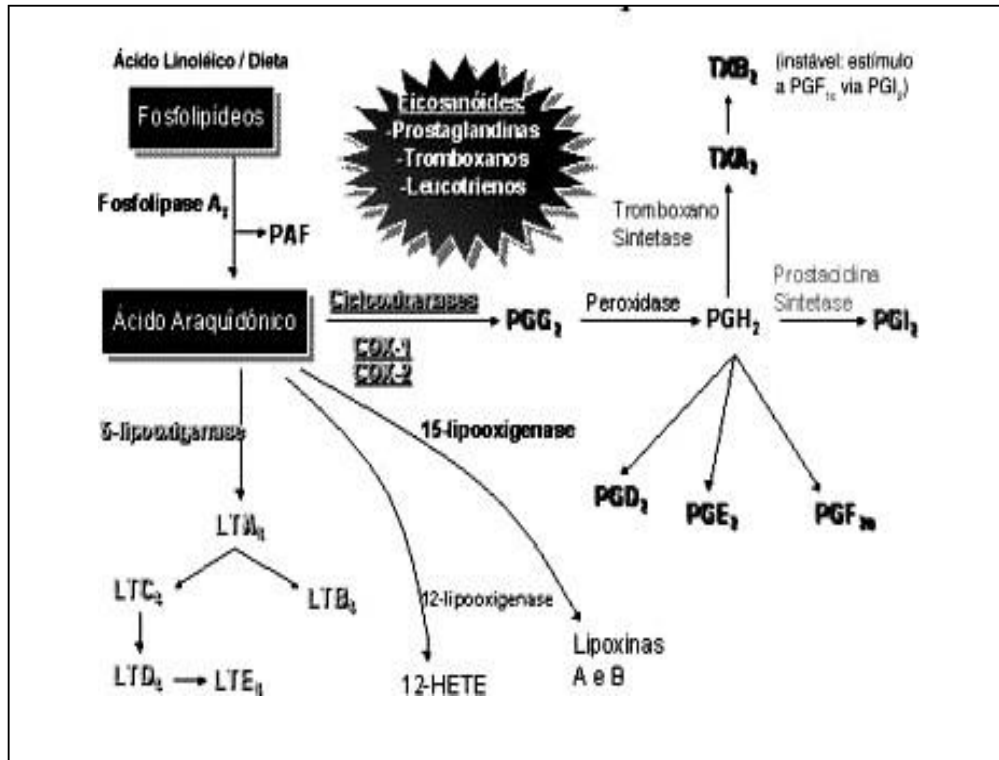 Ácido Linoléico / Dieta
Fosfolipídeos
Fosfolipase A₂
PAF
Ácido Araquidônico
Eicosanóides:
-Prostaglandinas
-Tromboxanos
-Leucotrienos
TXB₂
(instável: estímulo
a PGF₁α via PGI₂)
TXA₂
Tromboxano
Sintetase
Ciclooxigenases
COX-1
COX-2
PGG₂
Peroxidase
PGH₂
Prostaciclina
Sintetase
PGI₂
PGD₂
PGE₂
PGF₂α
5-lipooxigenase
15-lipooxigenase
12-lipooxigenase
LTA₄
LTC₄
LTB₄
LTD₄
LTE₄
12-HETE
Lipoxinas
A e B